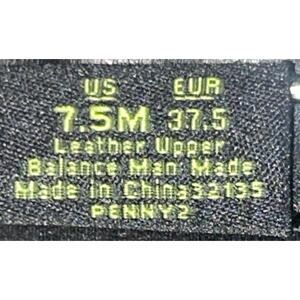 US EUR
7.5M 37.5
Leather Upper
Balance Man Made
Made in China32135
PENNY2